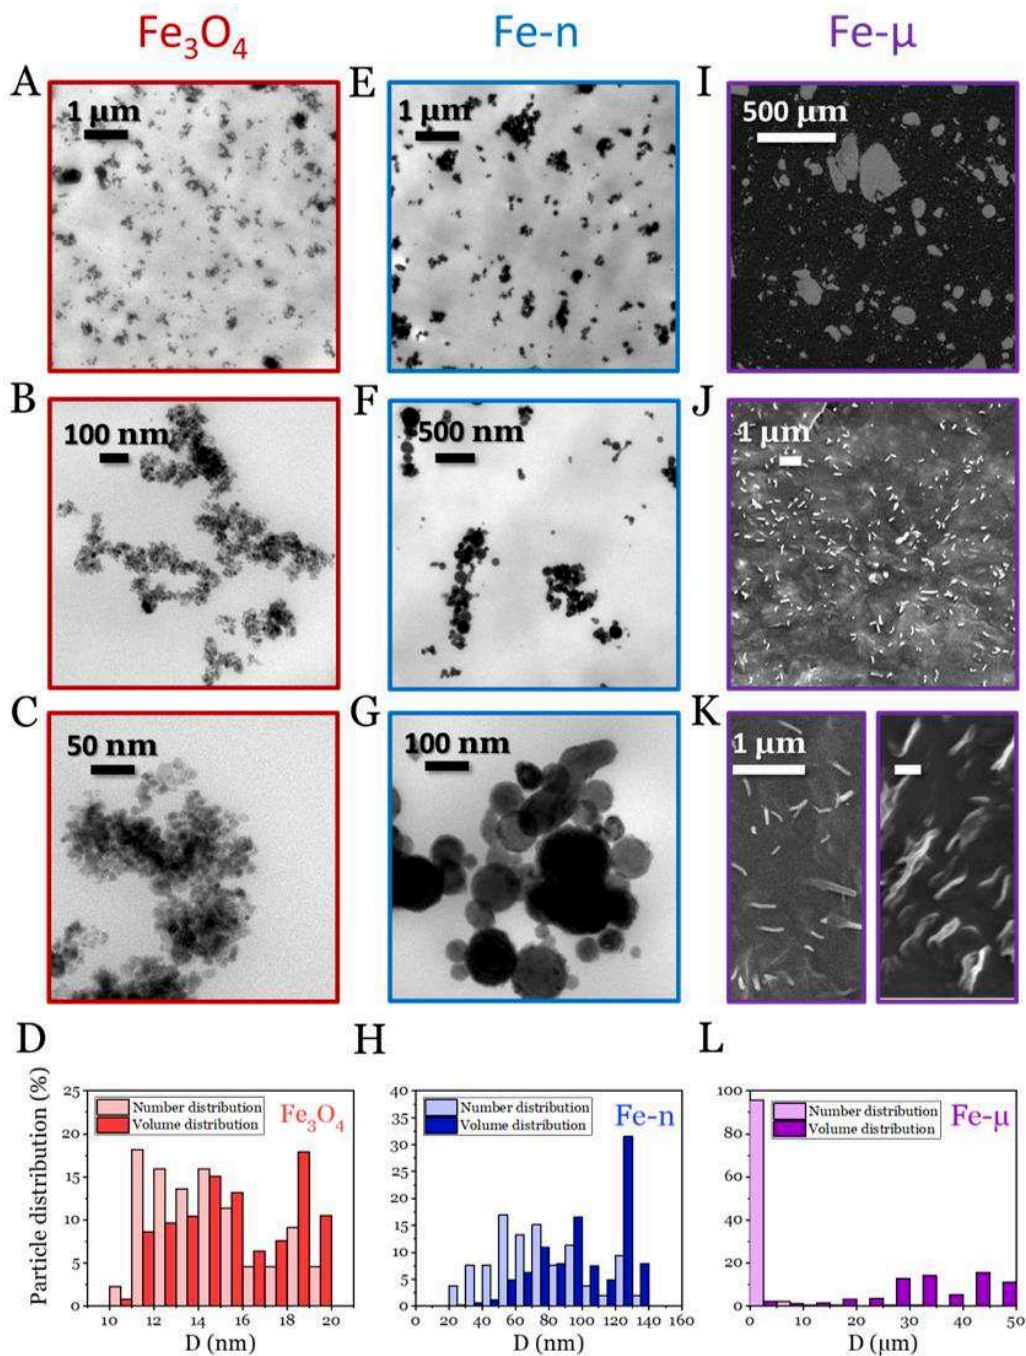 Fe₃O₄ Fe-n Fe-μ
A E I
1 μm 1 μm 500 μm
B F J
100 nm 500 nm 1 μm
C G K
50 nm 100 nm 1 μm
D H L
Particle distribution (%)
25
20
15
10
5
0
10 12 14 16 18 20
D (nm)
Number distribution
Volume distribution
Fe₃O₄
40
35
30
25
20
15
10
5
0
0 20 40 60 80 100 120 140 160
D (nm)
Number distribution
Volume distribution
Fe-n
100
80
60
40
20
0
0 10 20 30 40 50
D (μm)
Number distribution
Volume distribution
Fe-μ